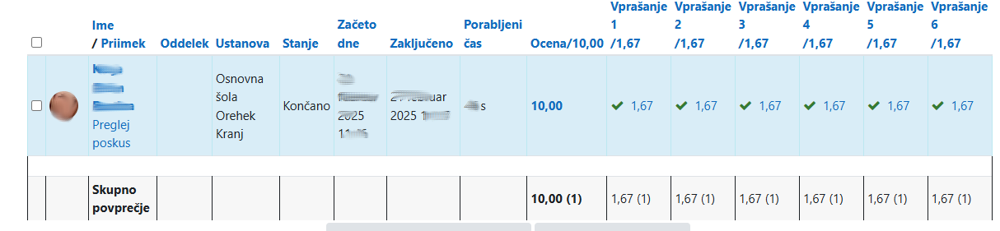 Ime
/ Priimek
Oddelek
Ustanova
Stanje
Začeto
dne
Zaključeno
Porabljeni
čas
Ocena/10,00
Vprašanje
1
/1,67
Vprašanje
2
/1,67
Vprašanje
3
/1,67
Vprašanje
4
/1,67
Vprašanje
5
/1,67
Vprašanje
6
/1,67
Preglej
poskus
Osnovna
šola
Orehek
Kranj
Končano
2025
2025
s
10,00
1,67
1,67
1,67
1,67
1,67
1,67
Skupno
povprečje
10,00 (1)
1,67 (1)
1,67 (1)
1,67 (1)
1,67 (1)
1,67 (1)
1,67 (1)